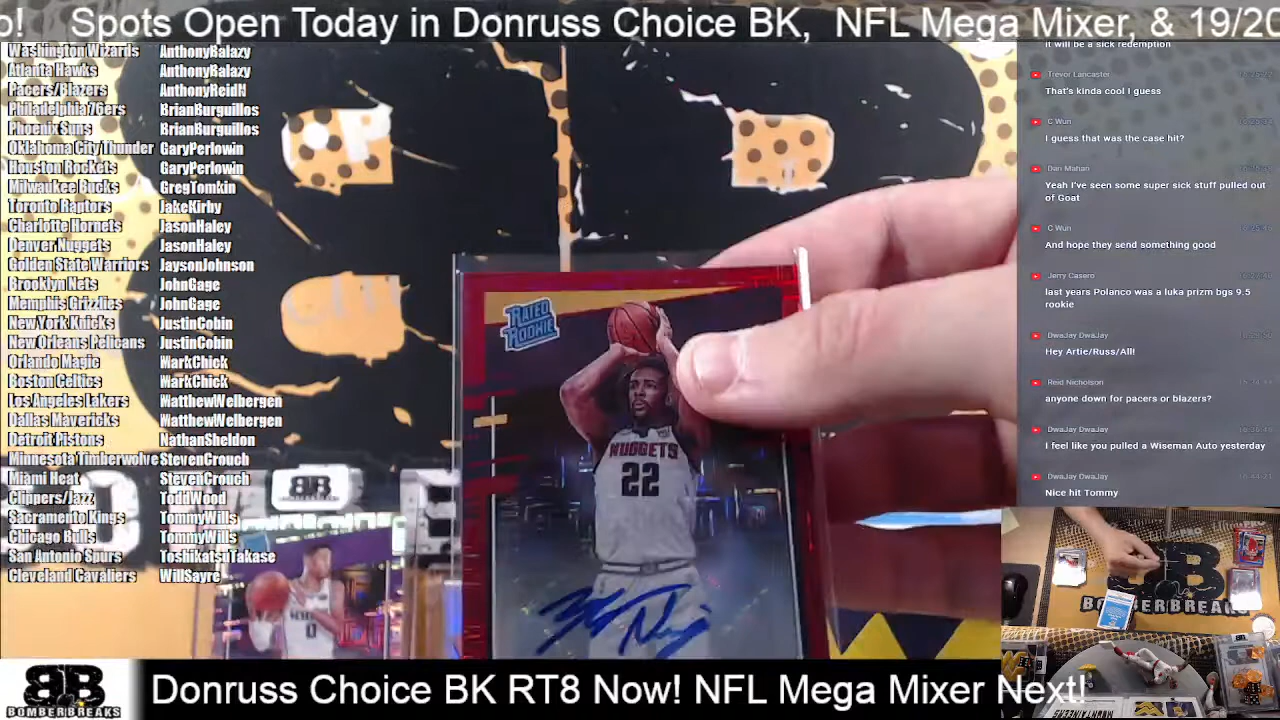 o! Spots Open Today in Donruss Choice BK, NFL Mega Mixer, & 19/20
Washington Wizards AnthonyBalazy
Atlanta Hawks AnthonyBalazy
Pacers/Blazers AnthonyReidN
Philadelphia 76ers BrianBurguillos
Phoenix Suns BrianBurguillos
Oklahoma City Thunder GaryPerlowin
Houston Rockets GaryPerlowin
Milwaukee Bucks GregTomkin
Toronto Raptors JakeKirby
Charlotte Hornets JasonHaley
Denver Nuggets JasonHaley
Golden State Warriors JaysonJohnson
Brooklyn Nets JohnGage
Memphis Grizzlies JohnGage
New York Knicks JustinCobin
New Orleans Pelicans JustinCobin
Orlando Magic WarkChick
Boston Celtics WarkChick
Los Angeles Lakers MatthewWelbergen
Dallas Mavericks MatthewWelbergen
Detroit Pistons NathanSheldon
Minnesota Timberwolve StevenCrouch
Miami Heat StevenCrouch
Clippers/Jazz ToddWood
Sacramento Kings TommyWills
Chicago Bulls TommyWills
San Antonio Spurs ToshikatsuTakase
Cleveland Cavaliers WillSayre
RATED
ROOKIE
NUGGETS
22
BB
BOMBERBREAKS
it will be a sick redemption
Trevor Lancaster
That's kinda cool I guess
C Wun
I guess that was the case hit?
Dan Mahan
Yeah I've seen some super sick stuff pulled out
of Goat
C Wun
And hope they send something good
Jerry Casero
last years Polanco was a luka prizm bgs 9.5
rookie
DwaJay DwaJay
Hey Artie/Russ/All!
Reid Nicholson
anyone down for pacers or blazers?
DwaJay DwaJay
I feel like you pulled a Wiseman Auto yesterday
DwaJay DwaJay
Nice hit Tommy
BB
BOMBERBREAKS
Donruss Choice BK RT8 Now! NFL Mega Mixer Next!